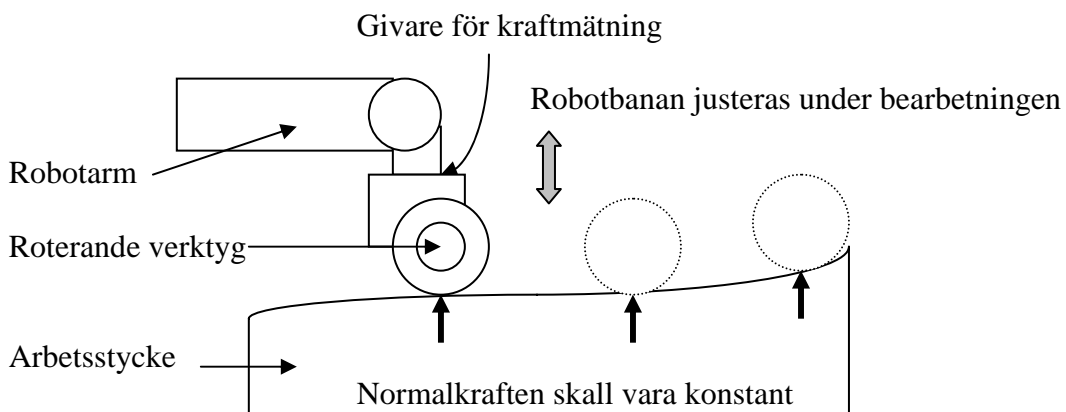 Givare för kraftmätning
Robotbanan justeras under bearbetningen
Robotarm
Roterande verktyg
Arbetsstycke
Normalkraften skall vara konstant